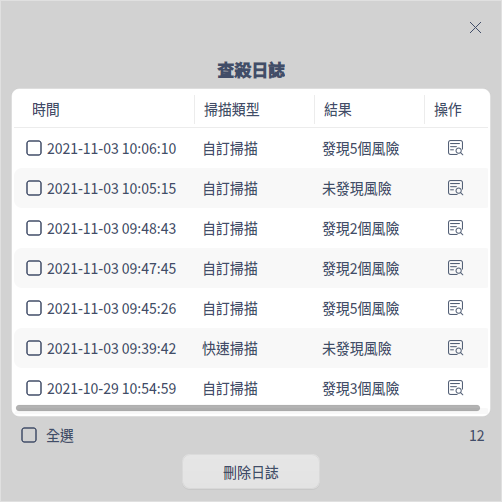 查殺日誌
時間 掃描類型 結果 操作
2021-11-03 10:06:10 自訂掃描 發現5個風險
2021-11-03 10:05:15 自訂掃描 未發現風險
2021-11-03 09:48:43 自訂掃描 發現2個風險
2021-11-03 09:47:45 自訂掃描 發現2個風險
2021-11-03 09:45:26 自訂掃描 發現5個風險
2021-11-03 09:39:42 快速掃描 未發現風險
2021-10-29 10:54:59 自訂掃描 發現3個風險
全選 12
刪除日誌